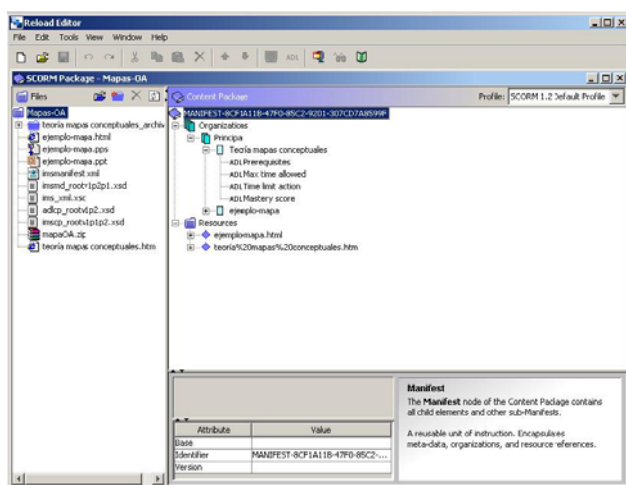 Reload Editor
File Edit Tools View Window Help
ADL
SCORM Package - Mapas-OA
Files
Mapas-OA
teoría mapas conceptuales_archiv
ejemplo-mapa.html
ejemplo-mapa.pps
ejemplo-mapa.ppt
imsmanifest.xml
imsmd_rootv1p2p1.xsd
ims_xml.xsd
adlcp_rootv1p2.xsd
imscp_rootv1p1p2.xsd
mapaOA.zip
teoría mapas conceptuales.htm
Content Package
Profile: SCORM 1.2 Default Profile
MANIFEST-8CF1A11B-47F0-85C2-9201-307CD7A8599F
Organizations
Principa
Teoría mapas conceptuales
ADL Prerequisites
ADL Max time allowed
ADL Time limit action
ADL Mastery score
ejemplo-mapa
Resources
ejemplo-mapa.html
teoría%20mapas%20conceptuales.htm
Attribute Value
Base
Identifier MANIFEST-8CF1A11B-47F0-85C2-...
Version
Manifest
The Manifest node of the Content Package contains
all child elements and other sub-Manifests.
A reusable unit of instruction. Encapsulates
meta-data, organizations, and resource references.